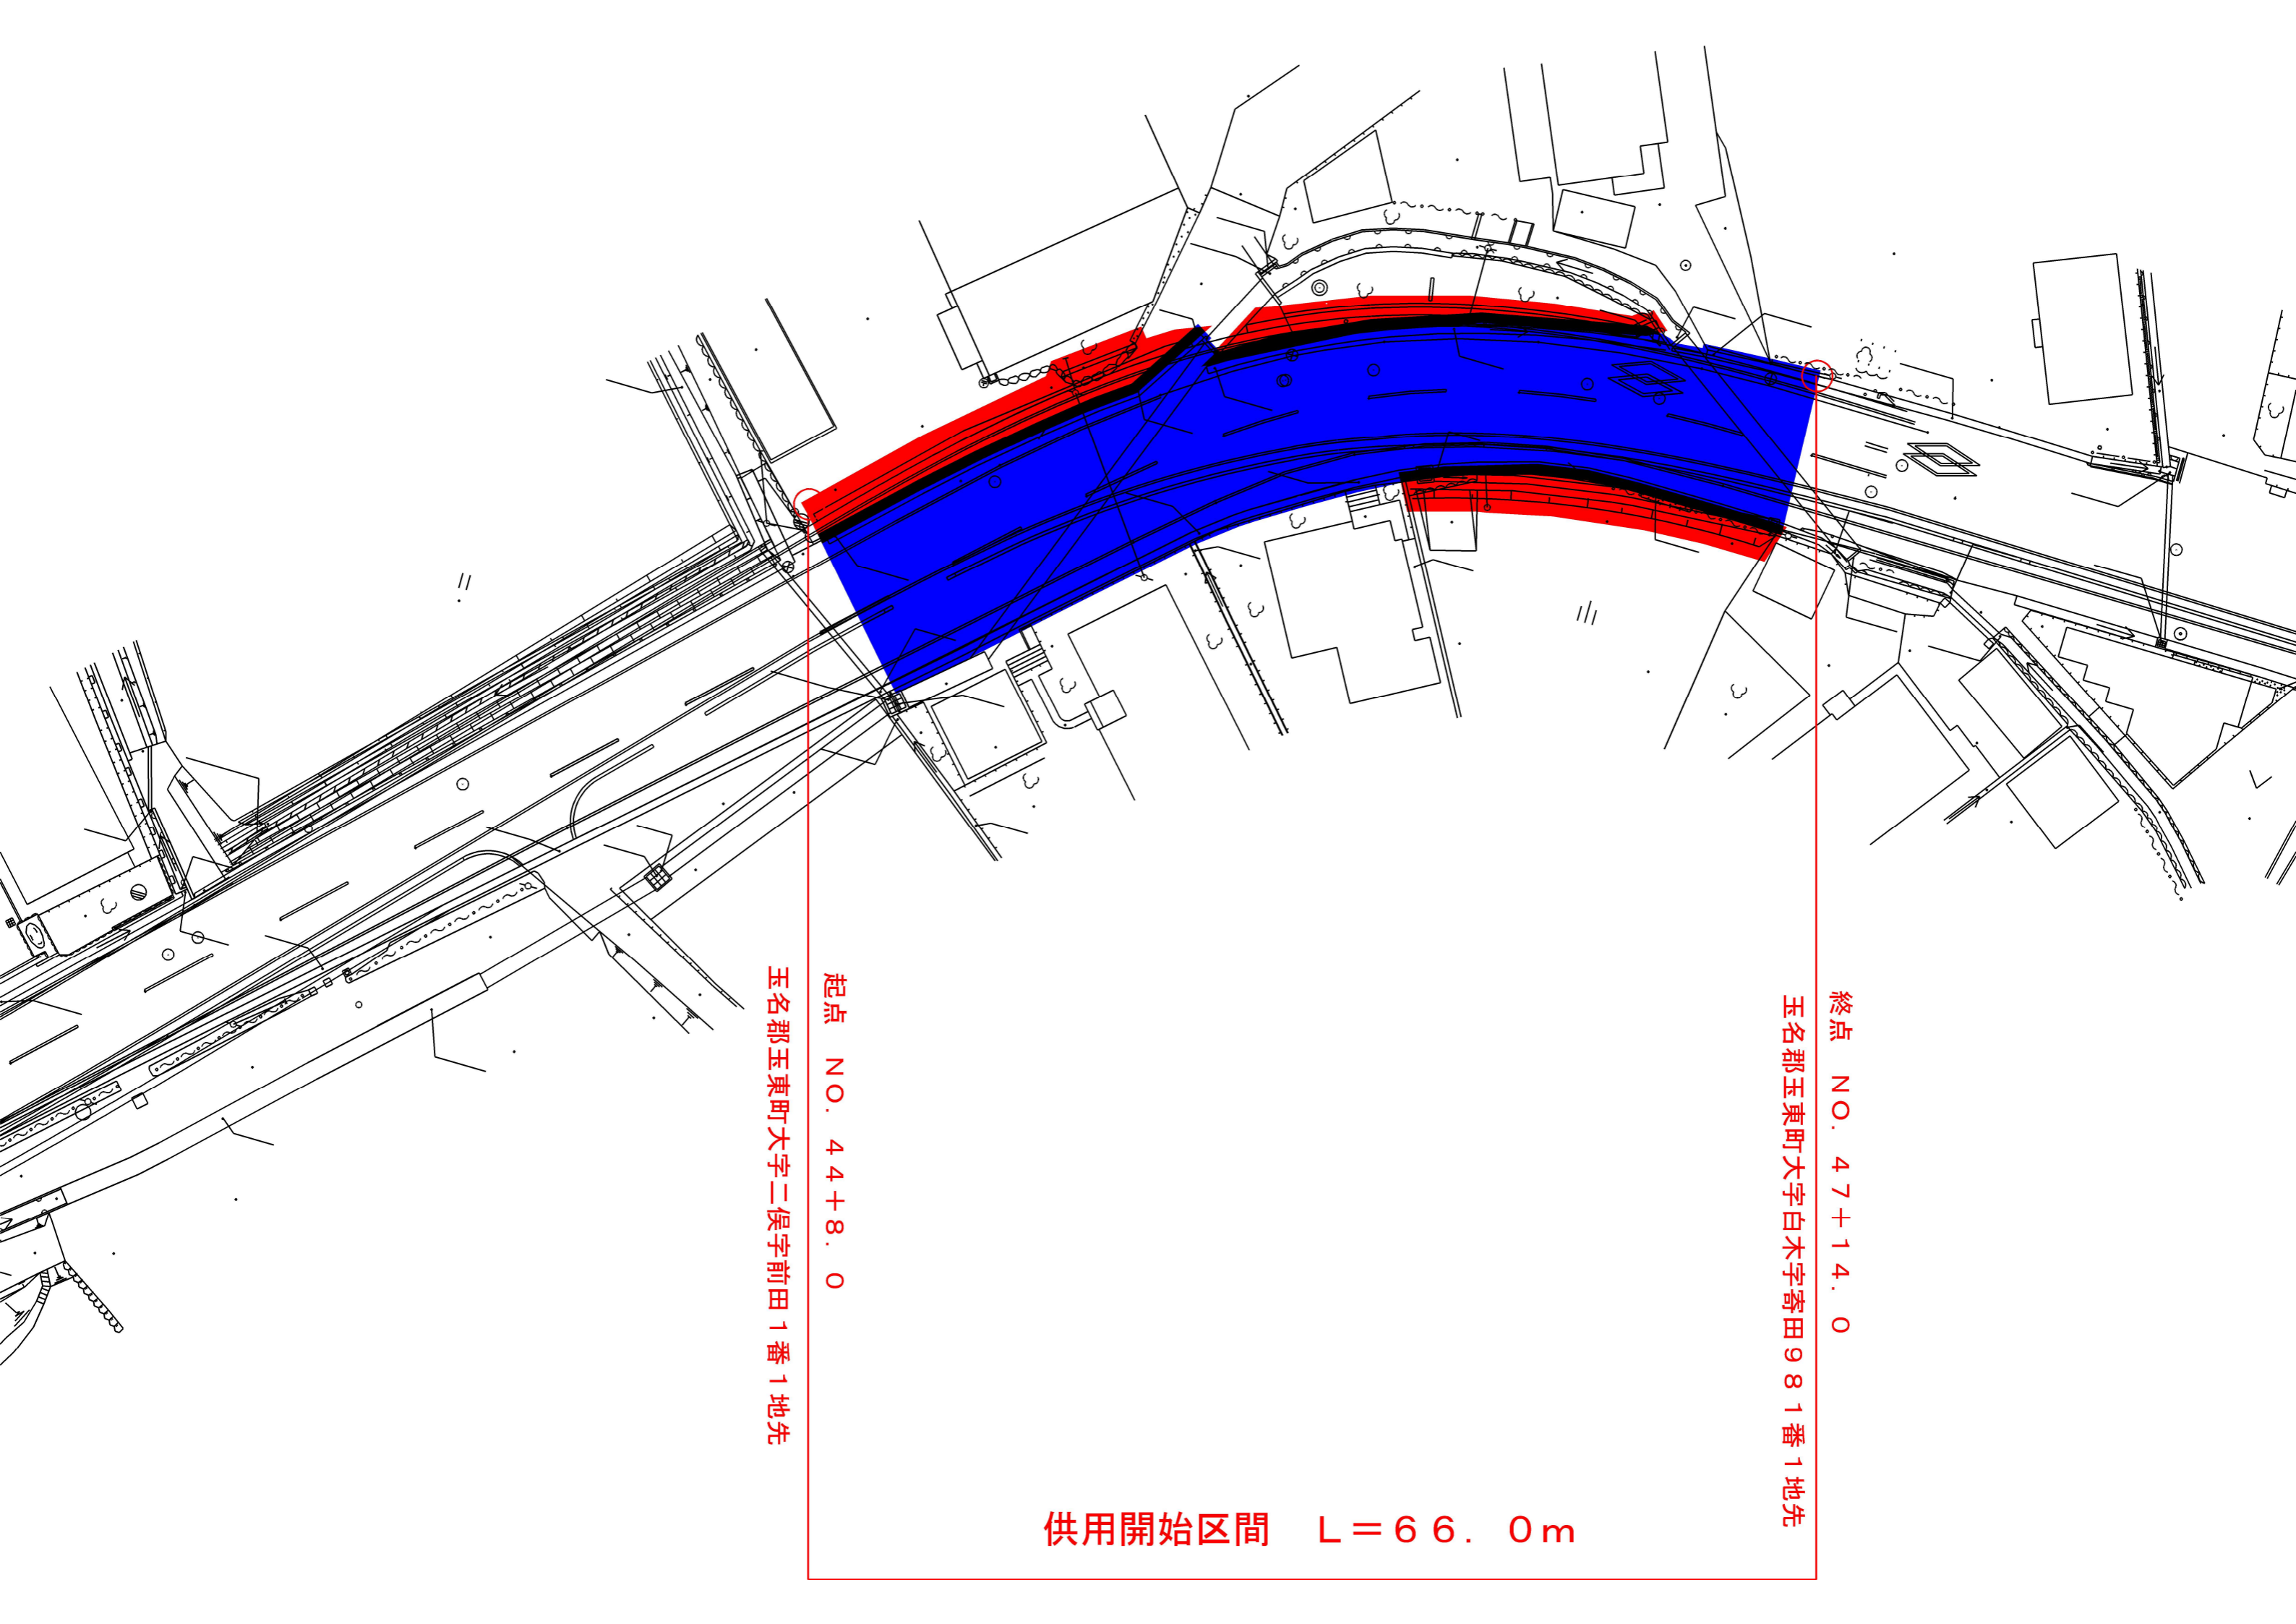 起点　ＮＯ．４４＋８．０
玉名郡玉東町大字二俣字前田１番１地先
終点　ＮＯ．４７＋１４．０
玉名郡玉東町大字白木字寄田９８１番１地先
供用開始区間　Ｌ＝６６．０ｍ